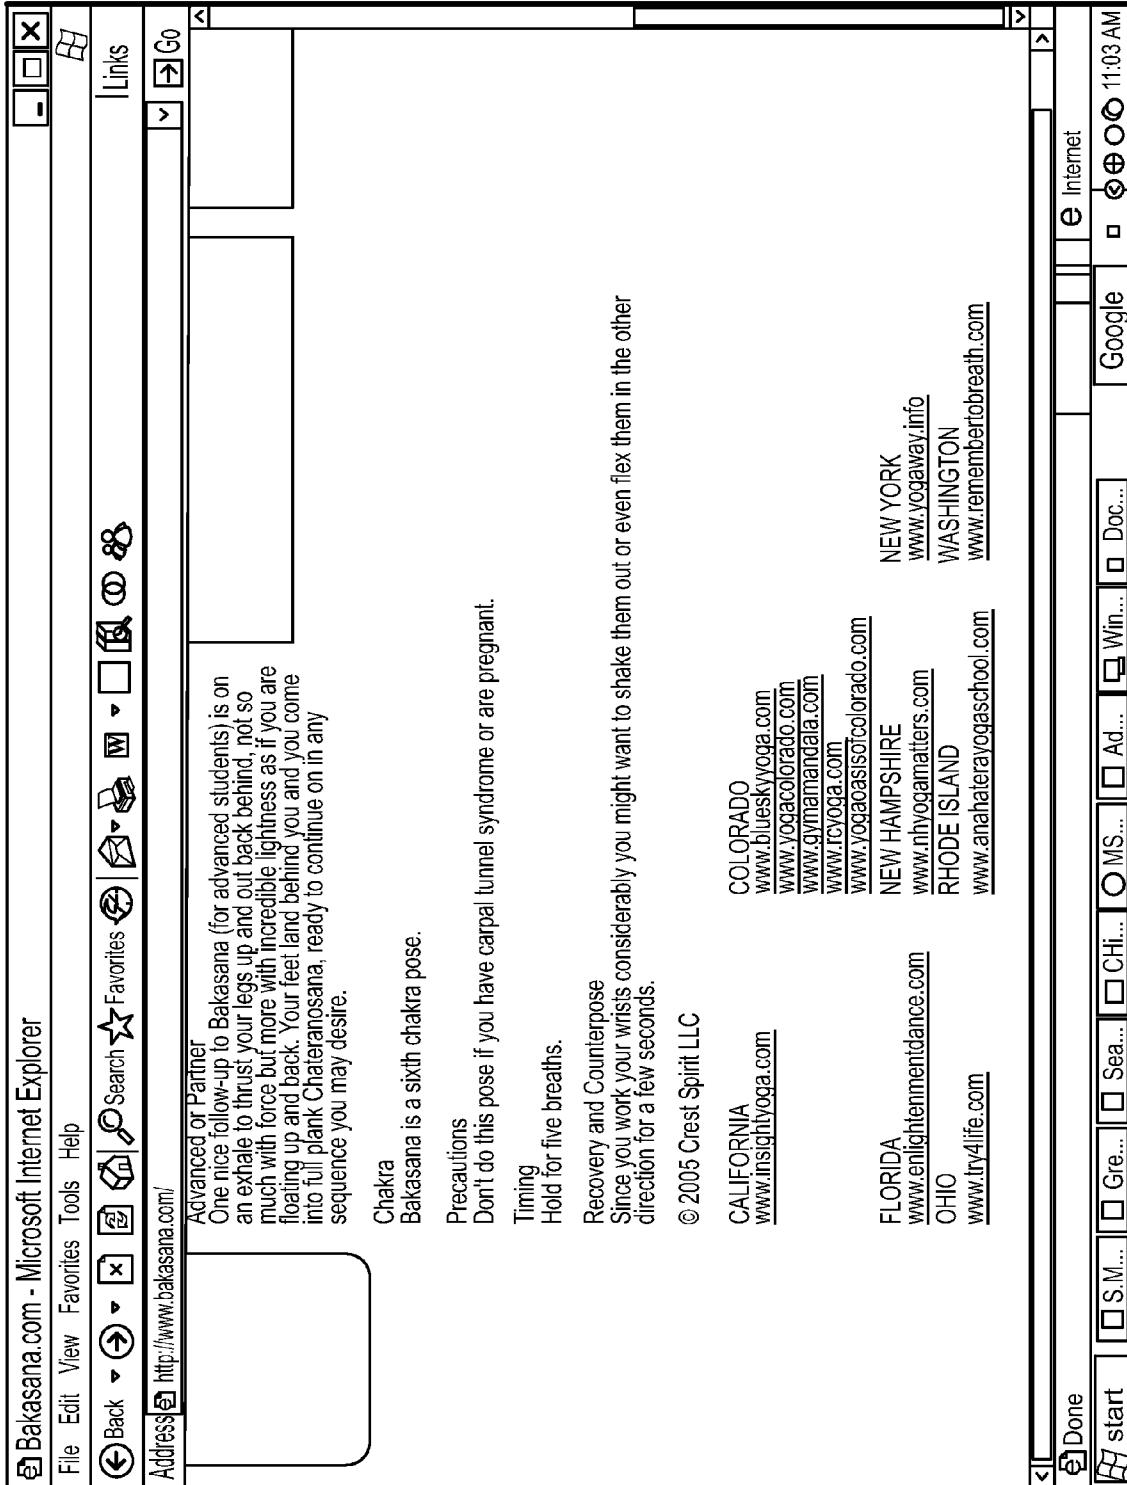 Bakasana.com - Microsoft Internet Explorer
File Edit View Favorites Tools Help
Back Search Favorites W Links
Address http://www.bakasana.com/ Go
Advanced or Partner
One nice follow-up to Bakasana (for advanced students) is on
an exhale to thrust your legs up and out back behind, not so
much with force but more with incredible lightness as if you are
floating up and back. Your feet land behind you and you come
into full plank Chateranosana, ready to continue on in any
sequence you may desire.
Chakra
Bakasana is a sixth chakra pose.
Precautions
Don't do this pose if you have carpal tunnel syndrome or are pregnant.
Timing
Hold for five breaths.
Recovery and Counterpose
Since you work your wrists considerably you might want to shake them out or even flex them in the other
direction for a few seconds.
© 2005 Crest Spirit LLC
CALIFORNIA
www.insightyoga.com
COLORADO
www.blueskyyoga.com
www.yogacolorado.com
www.gymamandala.com
www.rcyoga.com
www.yogaoasisofcolorado.com
FLORIDA
www.enlightenmentdance.com
NEW HAMPSHIRE
www.nhyogamatters.com
NEW YORK
www.yogaway.info
OHIO
www.try4life.com
RHODE ISLAND
www.anahaterayogaschool.com
WASHINGTON
www.remembertobreath.com
Done Internet
start S.M... Gre... Sea... CHi... MS... Ad... Win... Doc... Google 11:03 AM